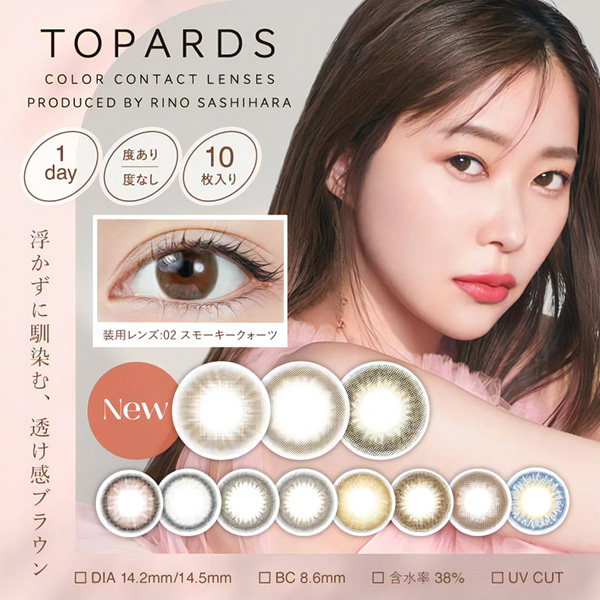 TOPARDS
COLOR CONTACT LENSES
PRODUCED BY RINO SASHIHARA
1
day
度あり
度なし
10
枚入り
浮かずに馴染む、透け感ブラウン
装用レンズ:02 スモーキークォーツ
New
DIA 14.2mm/14.5mm
BC 8.6mm
含水率 38%
UV CUT